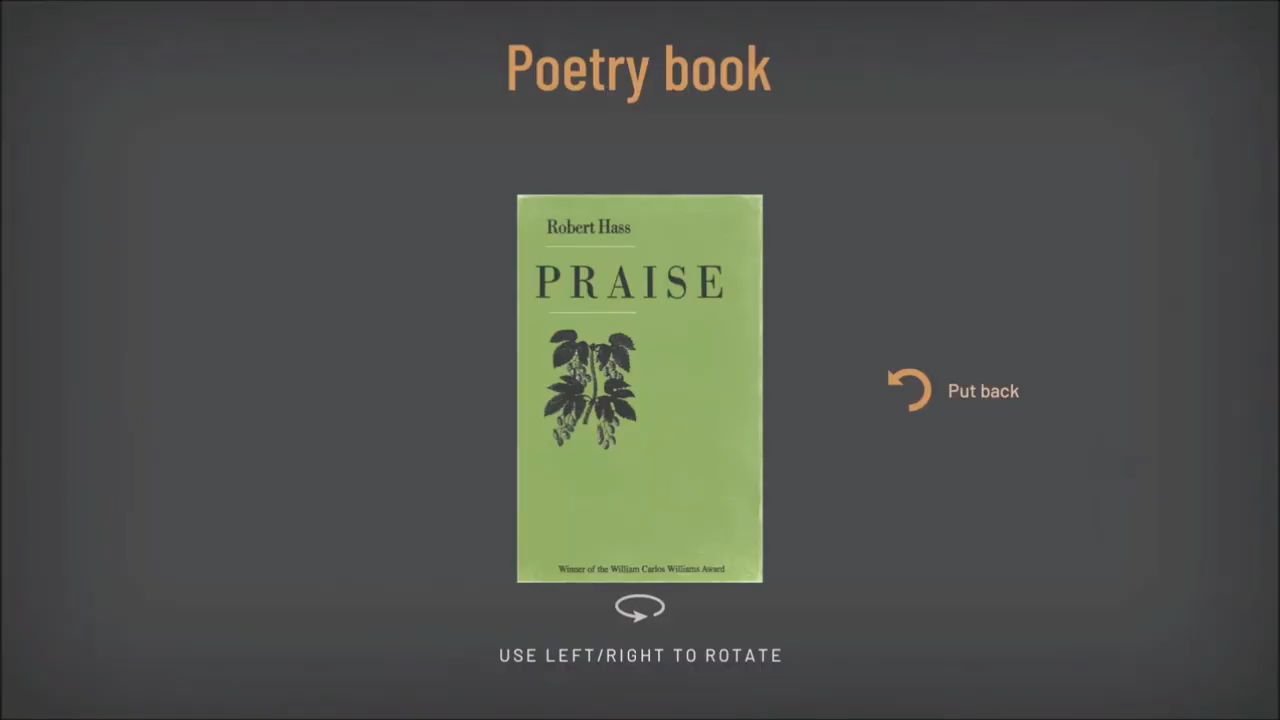 Poetry book
Robert Hass
PRAISE
Put back
Winner of the William Carlos Williams Award
USE LEFT/RIGHT TO ROTATE